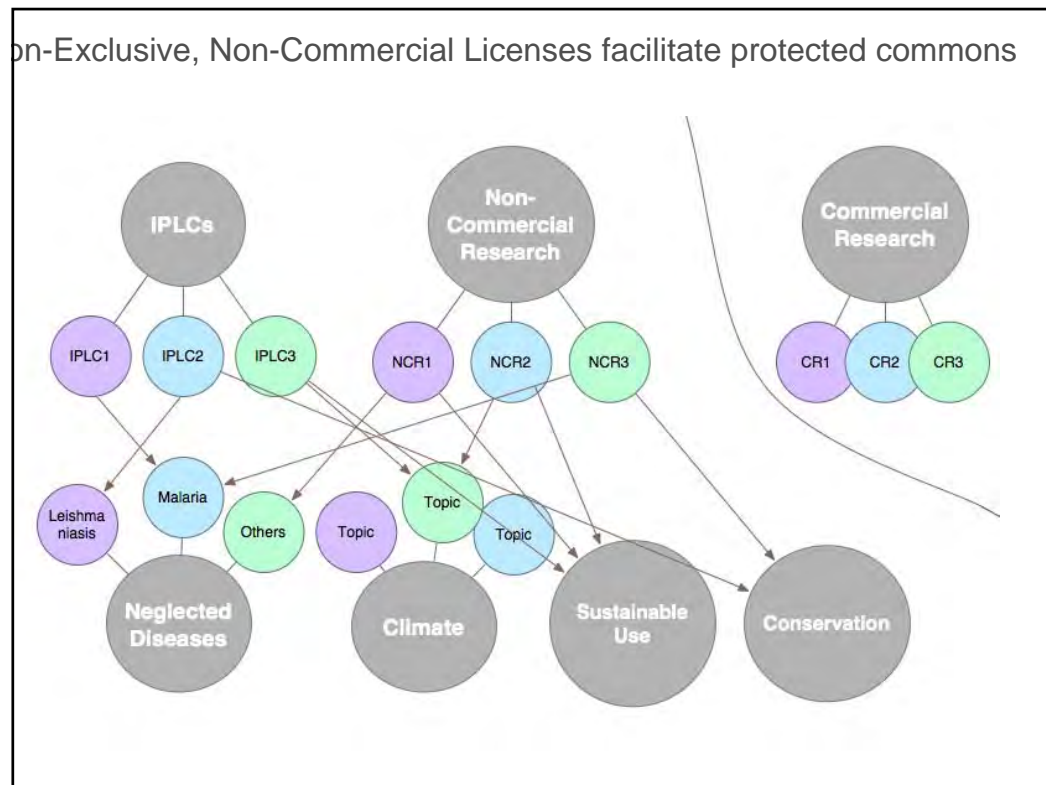 on-Exclusive, Non-Commercial Licenses facilitate protected commons
IPLCs
Non-
Commercial
Research
Commercial
Research
IPLC1
IPLC2
IPLC3
NCR1
NCR2
NCR3
CR1
CR2
CR3
Leishma
niasis
Malaria
Others
Topic
Topic
Topic
Neglected
Diseases
Climate
Sustainable
Use
Conservation